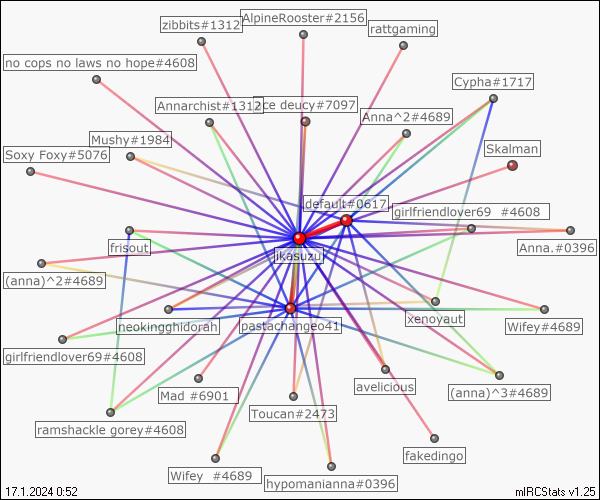 AlpineRooster#2156
zibbits#1312
rattgaming
no cops no laws no hope#4608
Cypha#1717
Annarchist#1312
ce deucy#7097
Anna^2#4689
Mushy#1984
Skalman
Soxy Foxy#5076
default#0617
girlfriendlover69 #4608
frisout
Anna.#0396
jikasuzu
(anna)^2#4689
neokingghidorah
pastachangeo41
xenovaut
Wifey#4689
girlfriendlover69#4608
avelicious
(anna)^3#4689
Mad #6901
Toucan#2473
ramshackle gorey#4608
fakedingo
Wifey #4689
hypomanianna#0396
17.1.2024 0:52
mIRCStats v1.25